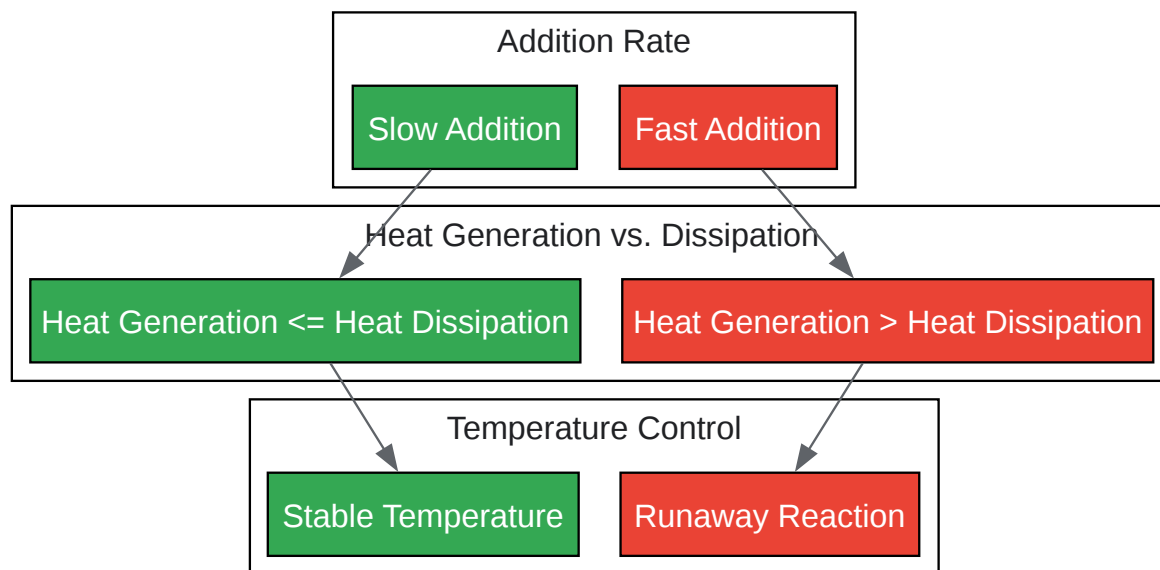 Addition Rate
Slow Addition
Fast Addition
Heat Generation vs. Dissipation
Heat Generation <= Heat Dissipation
Heat Generation > Heat Dissipation
Temperature Control
Stable Temperature
Runaway Reaction